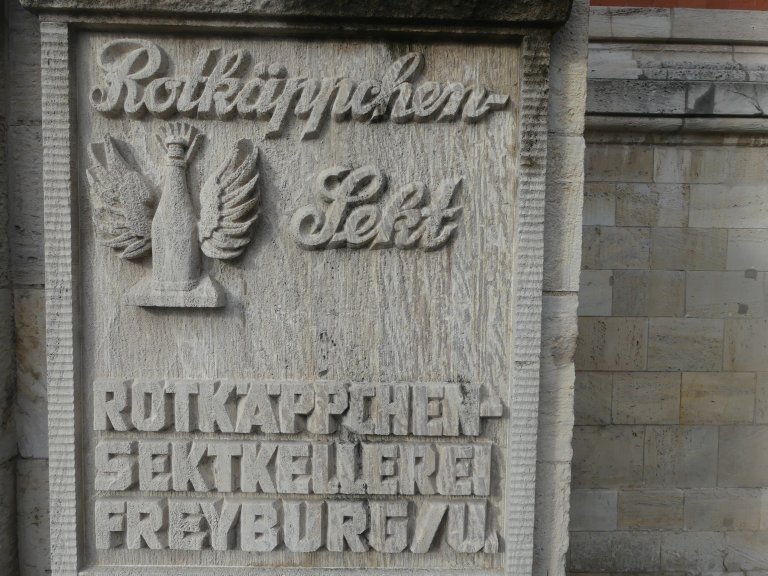 Rotkäppchen-
Sekt
ROTKÄPPCHEN-
SEKTKELLEREI
FREYBURG/U.